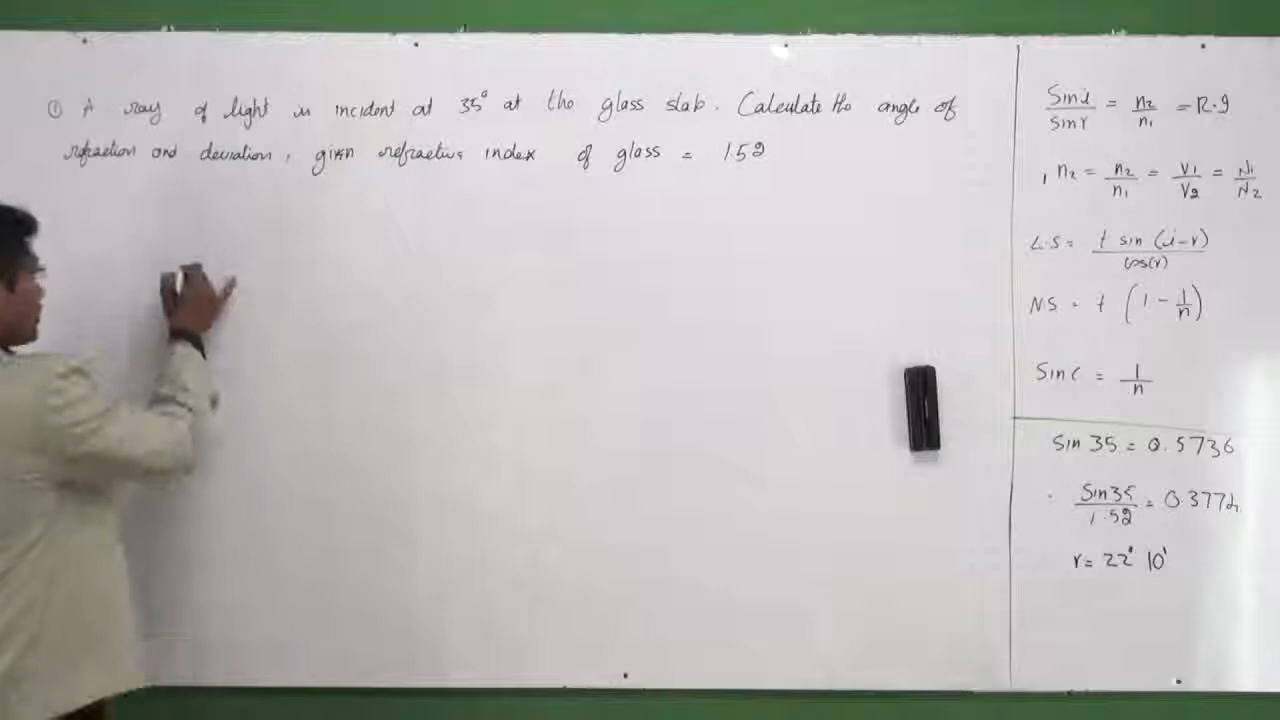 ① A ray of light is incident at 35° at the glass slab. Calculate the angle of
refraction and deviation, given refractive index of glass = 1.52
Sin i / Sin r = n2 / n1 = R.I
1n2 = n2 / n1 = V1 / V2 = λ1 / λ2
L.S = t sin (i-r) / cos(r)
N.S. = t (1 - 1/n)
Sin C = 1 / n
Sin 35 = 0.5736
Sin 35 / 1.52 = 0.3774
r = 22° 10'